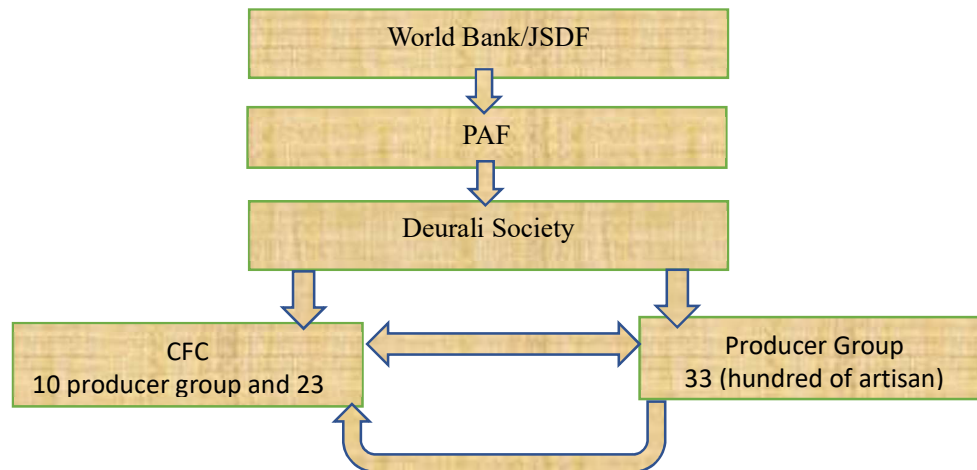 World Bank/JSDF
PAF
Deurali Society
CFC
10 producer group and 23
Producer Group
33 (hundred of artisan)